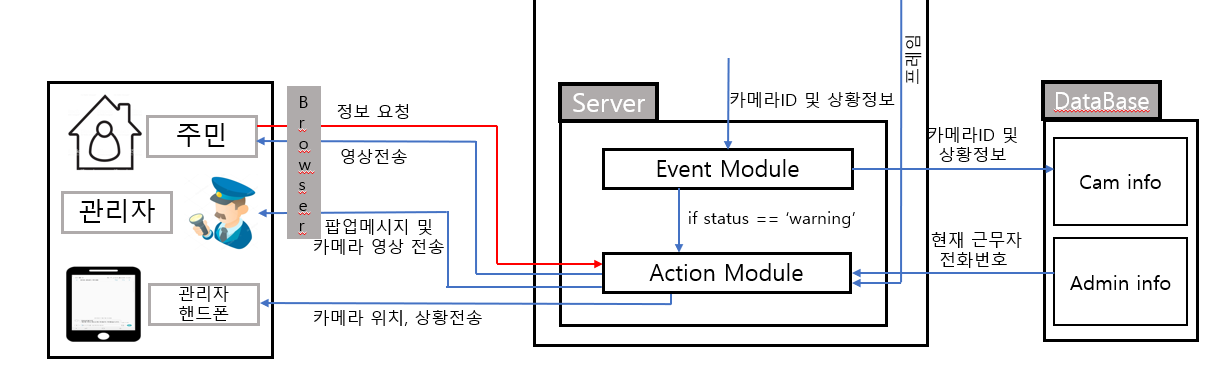 프레임
Server
카메라ID 및 상황정보
DataBase
Browser
정보 요청
주민
영상전송
Event Module
카메라ID 및
상황정보
Cam info
관리자
팝업메시지 및
카메라 영상 전송
if status == ‘warning’
현재 근무자
전화번호
Action Module
Admin info
관리자
핸드폰
카메라 위치, 상황전송